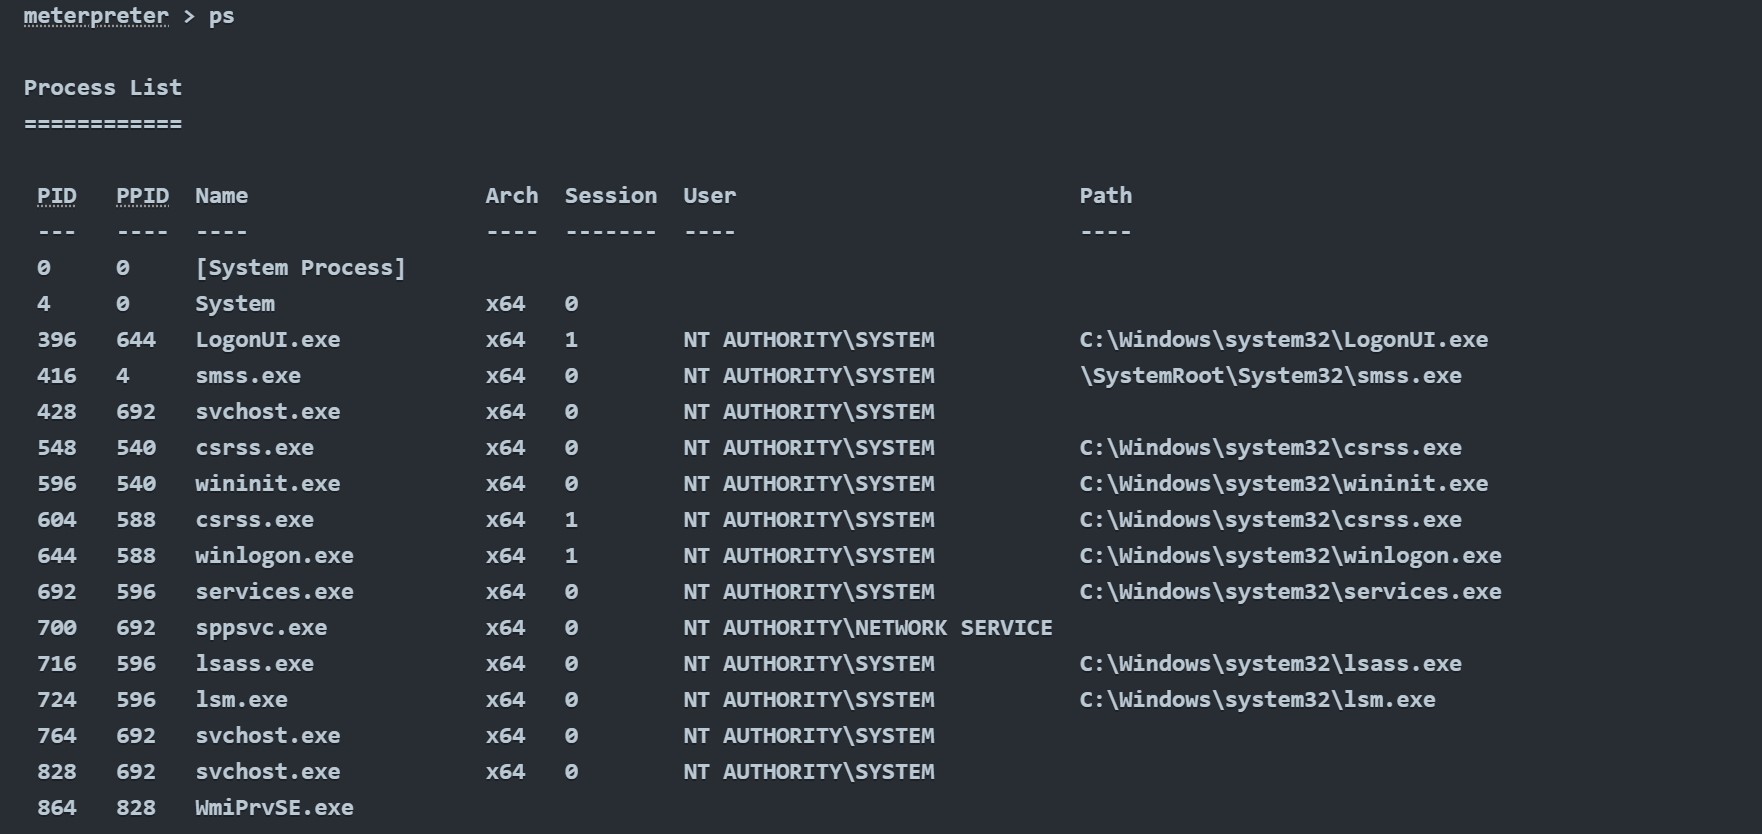 meterpreter > ps
Process List
============
PID   PPID  Name                  Arch  Session  User                          Path
---   ----  ----                  ----  -------  ----                          ----
0     0     [System Process]
4     0     System                x64   0
396   644   LogonUI.exe           x64   1        NT AUTHORITY\SYSTEM           C:\Windows\system32\LogonUI.exe
416   4     smss.exe              x64   0        NT AUTHORITY\SYSTEM           \SystemRoot\System32\smss.exe
428   692   svchost.exe           x64   0        NT AUTHORITY\SYSTEM
548   540   csrss.exe             x64   0        NT AUTHORITY\SYSTEM           C:\Windows\system32\csrss.exe
596   540   wininit.exe           x64   0        NT AUTHORITY\SYSTEM           C:\Windows\system32\wininit.exe
604   588   csrss.exe             x64   1        NT AUTHORITY\SYSTEM           C:\Windows\system32\csrss.exe
644   588   winlogon.exe          x64   1        NT AUTHORITY\SYSTEM           C:\Windows\system32\winlogon.exe
692   596   services.exe          x64   0        NT AUTHORITY\SYSTEM           C:\Windows\system32\services.exe
700   692   sppsvc.exe            x64   0        NT AUTHORITY\NETWORK SERVICE
716   596   lsass.exe             x64   0        NT AUTHORITY\SYSTEM           C:\Windows\system32\lsass.exe
724   596   lsm.exe               x64   0        NT AUTHORITY\SYSTEM           C:\Windows\system32\lsm.exe
764   692   svchost.exe           x64   0        NT AUTHORITY\SYSTEM
828   692   svchost.exe           x64   0        NT AUTHORITY\SYSTEM
864   828   WmiPrvSE.exe